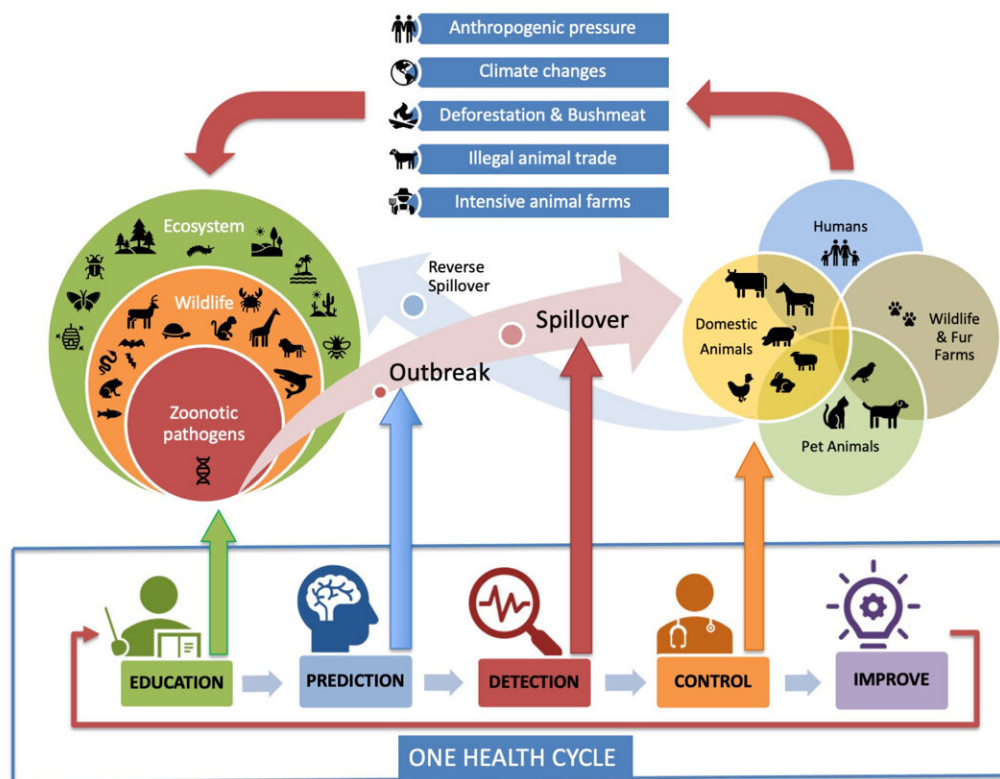 Anthropogenic pressure
Climate changes
Deforestation & Bushmeat
Illegal animal trade
Intensive animal farms
Ecosystem
Wildlife
Zoonotic
pathogens
Reverse
Spillover
Spillover
Outbreak
Humans
Domestic
Animals
Wildlife
& Fur
Farms
Pet Animals
EDUCATION
PREDICTION
DETECTION
CONTROL
IMPROVE
ONE HEALTH CYCLE